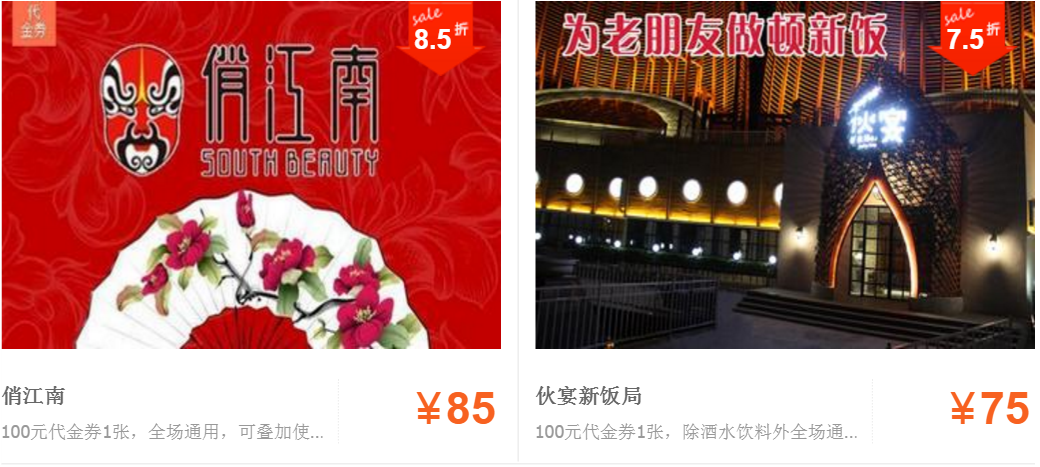 代
金券
sale
8.5折
俏江南
SOUTH BEAUTY
俏江南
100元代金券1张，全场通用，可叠加使...
¥85
为老朋友做顿新饭
sale
7.5折
伙宴
伙宴新饭局
100元代金券1张，除酒水饮料外全场通...
¥75